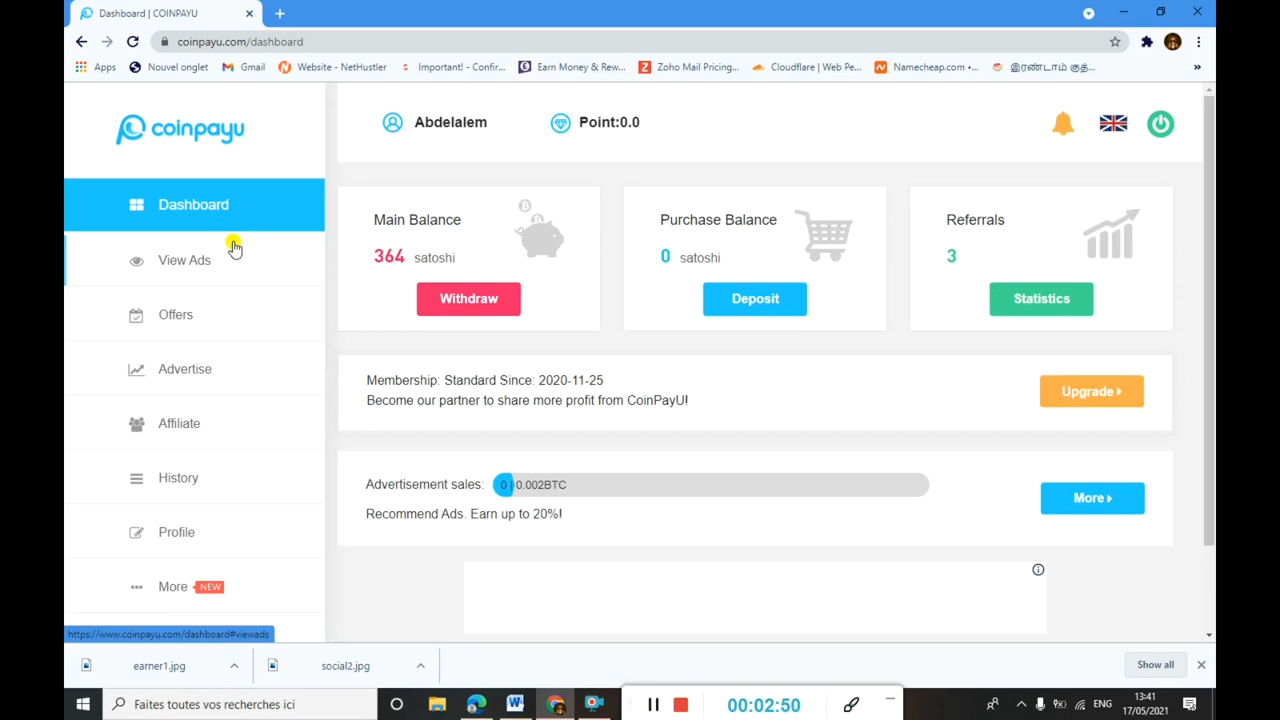 Dashboard | COINPAYU
coinpayu.com/dashboard
Apps
Nouvel onglet
Gmail
Website - NetHustler
Important! - Confir...
Earn Money & Rew...
Zoho Mail Pricing...
Cloudflare | Web Pe...
Namecheap.com •...
இரண்டாம் குத்...
»
coinpayu
Abdelalem
Point:0.0
Dashboard
View Ads
Offers
Advertise
Affiliate
History
Profile
More NEW
Main Balance
364 satoshi
Withdraw
Purchase Balance
0 satoshi
Deposit
Referrals
3
Statistics
Membership: Standard Since: 2020-11-25
Become our partner to share more profit from CoinPayU!
Upgrade
Advertisement sales: 0 | 0.002BTC
Recommend Ads. Earn up to 20%!
More
https://www.coinpayu.com/dashboard#viewads
earner1.jpg
social2.jpg
Show all
Faites toutes vos recherches ici
00:02:50
ENG
13:41
17/05/2021